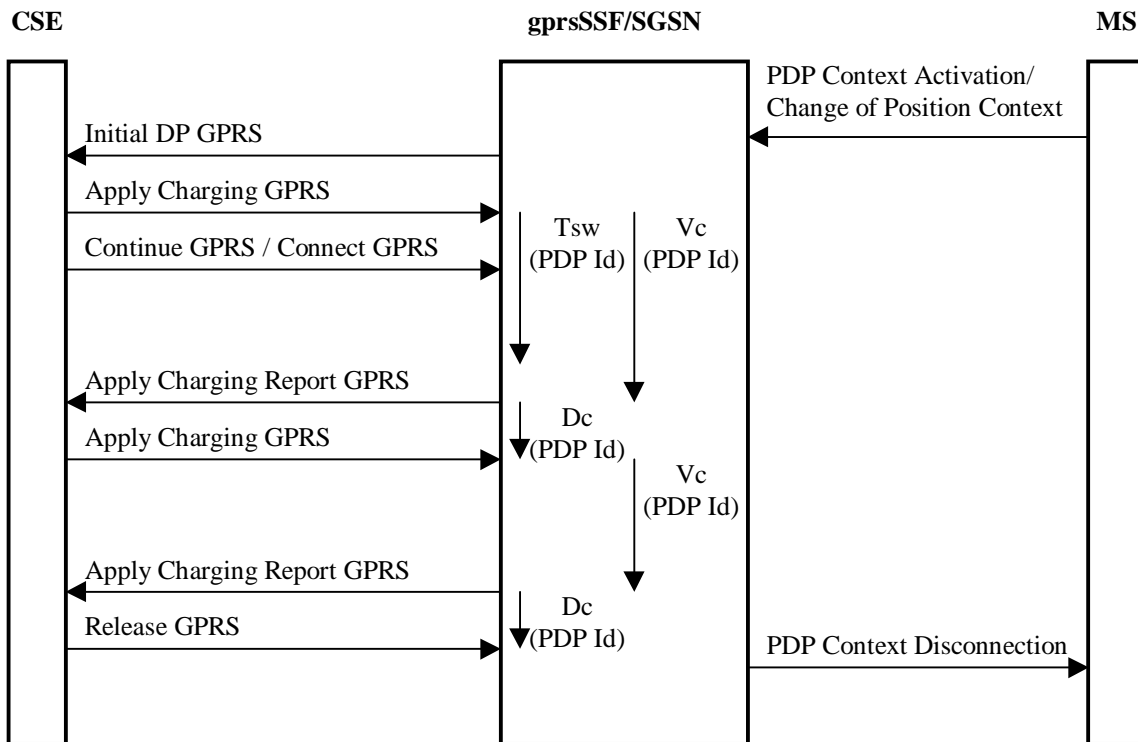 CSE
gprsSSF/SGSN
MS
PDP Context Activation/
Change of Position Context
Initial DP GPRS
Apply Charging GPRS
Tsw
(PDP Id)
Vc
(PDP Id)
Continue GPRS / Connect GPRS
Apply Charging Report GPRS
Dc
(PDP Id)
Apply Charging GPRS
Vc
(PDP Id)
Apply Charging Report GPRS
Dc
(PDP Id)
Release GPRS
PDP Context Disconnection